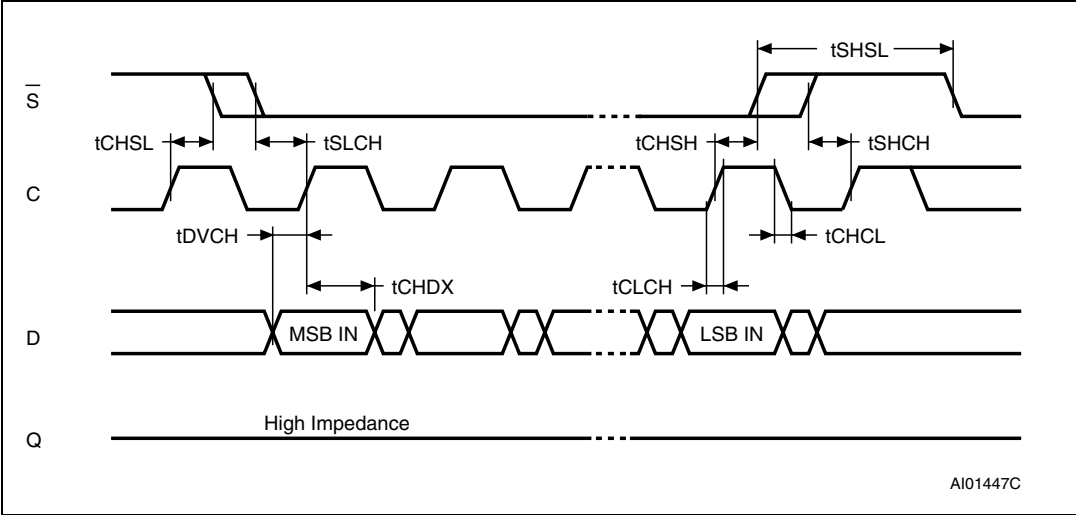 tSHSL
S
tCHSL
tSLCH
tCHSH
tSHCH
C
tDVCH
tCHCL
tCHDX
tCLCH
D
MSB IN
LSB IN
High Impedance
Q
AI01447C